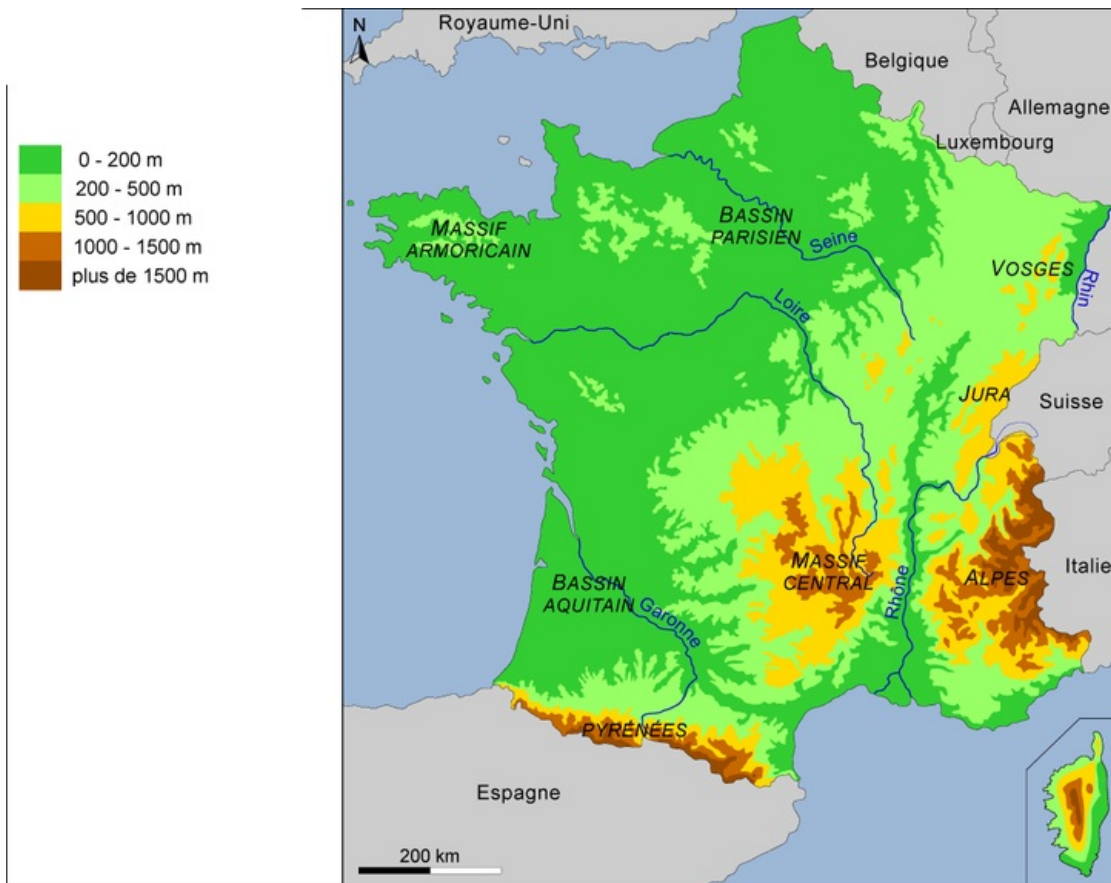 N
Royaume-Uni
Belgique
Allemagne
Luxembourg
0 - 200 m
200 - 500 m
500 - 1000 m
1000 - 1500 m
plus de 1500 m
MASSIF
ARMORICAIN
BASSIN
PARISIEN
Seine
VOSGES
Rhin
Loire
JURA
Suisse
MASSIF
CENTRAL
Rhône
ALPES
Italie
BASSIN
AQUITAIN
Garonne
PYRÉNÉES
Espagne
200 km